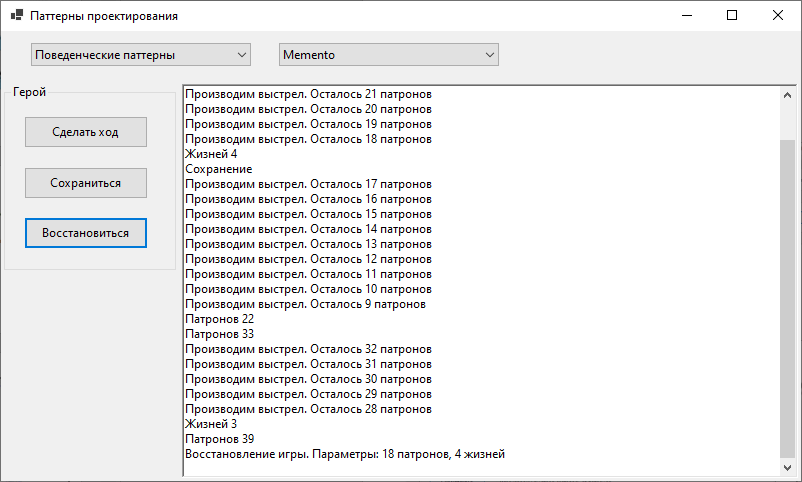 Паттерны проектирования
Поведенческие паттерны
Memento
Герой
Сделать ход
Сохраниться
Восстановиться
Производим выстрел. Осталось 21 патронов
Производим выстрел. Осталось 20 патронов
Производим выстрел. Осталось 19 патронов
Производим выстрел. Осталось 18 патронов
Жизней 4
Сохранение
Производим выстрел. Осталось 17 патронов
Производим выстрел. Осталось 16 патронов
Производим выстрел. Осталось 15 патронов
Производим выстрел. Осталось 14 патронов
Производим выстрел. Осталось 13 патронов
Производим выстрел. Осталось 12 патронов
Производим выстрел. Осталось 11 патронов
Производим выстрел. Осталось 10 патронов
Производим выстрел. Осталось 9 патронов
Патронов 22
Патронов 33
Производим выстрел. Осталось 32 патронов
Производим выстрел. Осталось 31 патронов
Производим выстрел. Осталось 30 патронов
Производим выстрел. Осталось 29 патронов
Производим выстрел. Осталось 28 патронов
Жизней 3
Патронов 39
Восстановление игры. Параметры: 18 патронов, 4 жизней